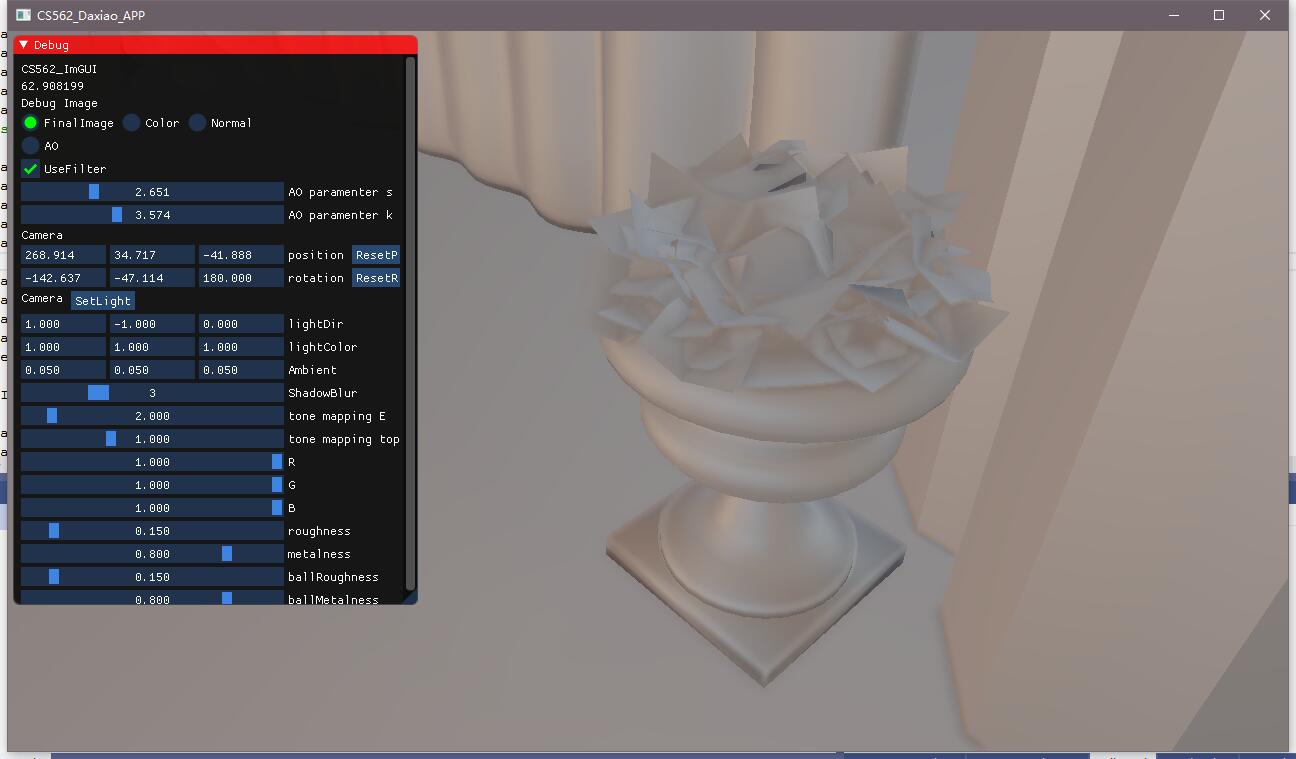 CS562_Daxiao_APP
Debug
CS562_ImGUI
62.908199
Debug Image
FinalImage Color Normal
AO
UseFilter
2.651 AO paramenter s
3.574 AO paramenter k
Camera
268.914 34.717 -41.888 position ResetP
-142.637 -47.114 180.000 rotation ResetR
Camera SetLight
1.000 -1.000 0.000 lightDir
1.000 1.000 1.000 lightColor
0.050 0.050 0.050 Ambient
3 ShadowBlur
2.000 tone mapping E
1.000 tone mapping top
1.000 R
1.000 G
1.000 B
0.150 roughness
0.800 metalness
0.150 ballRoughness
0.800 ballMetalness